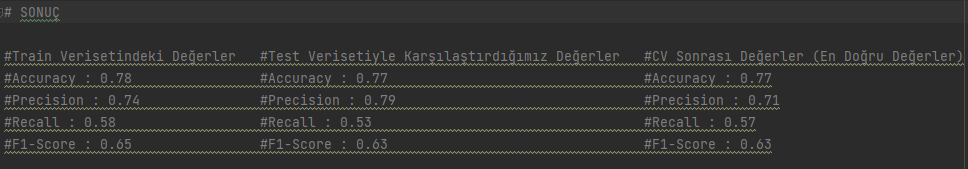 # SONUÇ
#Train Verisetindeki Değerler #Test Verisetiyle Karşılaştırdığımız Değerler #CV Sonrası Değerler (En Doğru Değerler)
#Accuracy : 0.78 #Accuracy : 0.77 #Accuracy : 0.77
#Precision : 0.74 #Precision : 0.79 #Precision : 0.71
#Recall : 0.58 #Recall : 0.53 #Recall : 0.57
#F1-Score : 0.65 #F1-Score : 0.63 #F1-Score : 0.63